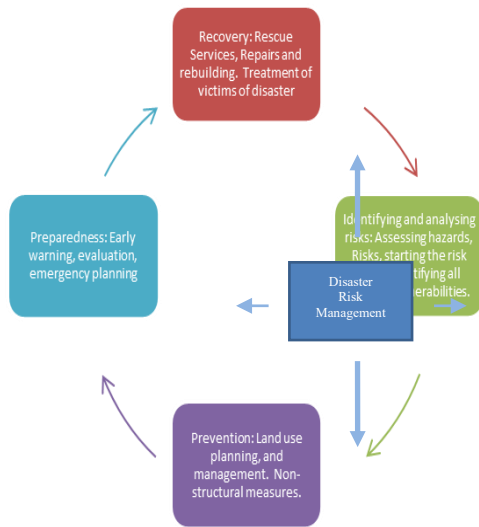 Recovery: Rescue
Services, Repairs and
rebuilding.  Treatment of
victims of disaster
Identifying and analysing
risks: Assessing hazards,
Risks, starting the risk
Preparedness: Early
warning, evaluation,
emergency planning
Disaster
Risk
Management
Prevention: Land use
planning, and
management.  Non-
structural measures.